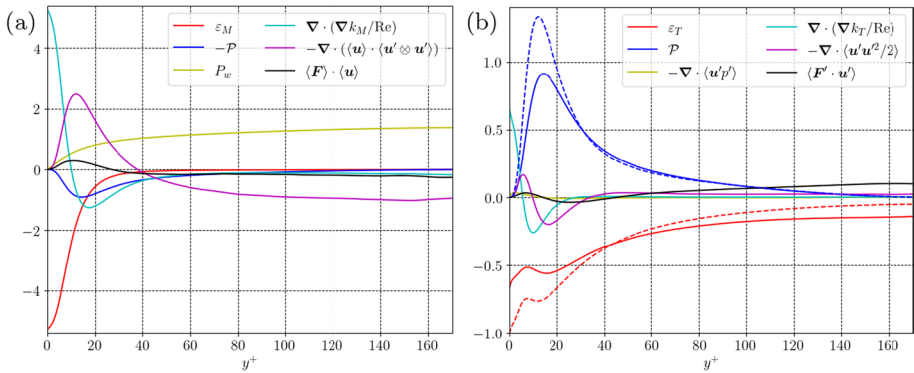 (a)
ε_M
−𝒫
P_w
∇ · (∇k_M/Re)
−∇ · (⟨u⟩ · ⟨u′ ⊗ u′⟩)
⟨F⟩ · ⟨u⟩
4
2
0
−2
−4
0 20 40 60 80 100 120 140 160
y⁺
(b)
ε_T
𝒫
−∇ · ⟨u′p′⟩
∇ · (∇k_T/Re)
−∇ · ⟨u′u′²/2⟩
⟨F′ · u′⟩
1.0
0.5
0.0
−0.5
−1.0
0 20 40 60 80 100 120 140 160
y⁺